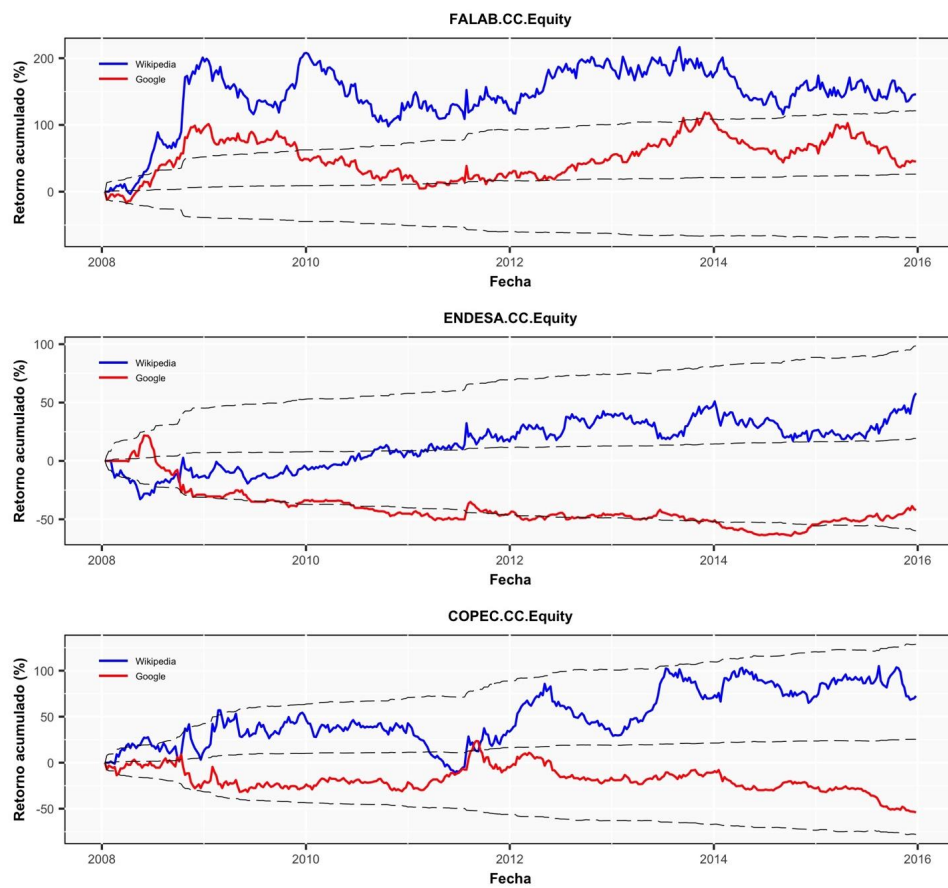 FALAB.CC.Equity
Retorno acumulado (%)
200
100
0
Wikipedia
Google
2008
2010
2012
2014
2016
Fecha
ENDESA.CC.Equity
Retorno acumulado (%)
100
50
0
-50
Wikipedia
Google
2008
2010
2012
2014
2016
Fecha
COPEC.CC.Equity
Retorno acumulado (%)
100
50
0
-50
Wikipedia
Google
2008
2010
2012
2014
2016
Fecha